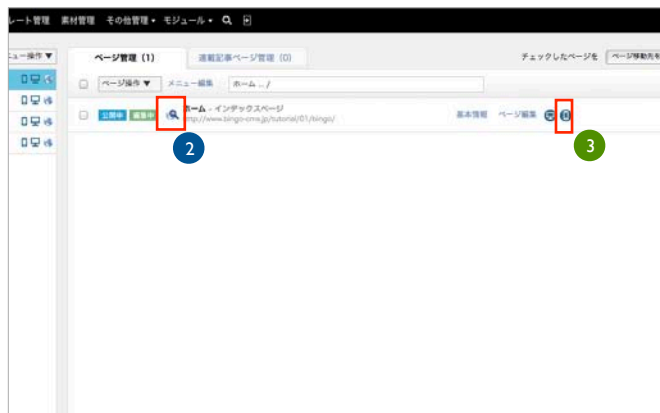 レート管理 素材管理 その他管理▼ モジュール▼
ニュー操作 ▼
ページ管理 (1) 連載記事ページ管理 (0) チェックしたページを ページ移動先を
ページ操作 ▼ メニュー編集 ホーム .. /
公開中 編集中 ホーム - インデックスページ 基本情報 ページ編集
http://www.bingo-cms.jp/tutorial/01/bingo/
2
3